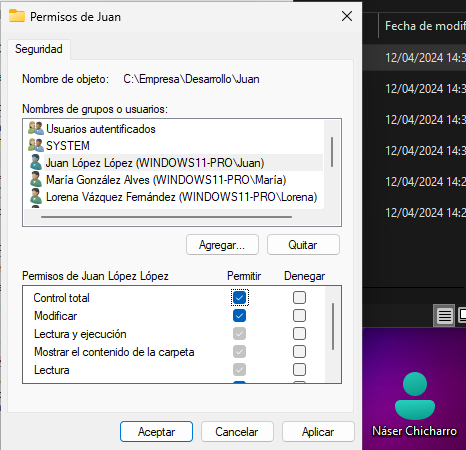 Permisos de Juan
Seguridad
Nombre de objeto: C:\Empresa\Desarrollo\Juan
Nombres de grupos o usuarios:
Usuarios autentificados
SYSTEM
Juan López López (WINDOWS11-PRO\Juan)
María González Alves (WINDOWS11-PRO\María)
Lorena Vázquez Fernández (WINDOWS11-PRO\Lorena)
Agregar... Quitar
Permisos de Juan López López Permitir Denegar
Control total
Modificar
Lectura y ejecución
Mostrar el contenido de la carpeta
Lectura
Aceptar Cancelar Aplicar
Fecha de modif
12/04/2024 14:3
12/04/2024 14:3
12/04/2024 14:3
12/04/2024 14:2
12/04/2024 14:2
12/04/2024 14:2
Náser Chicharro